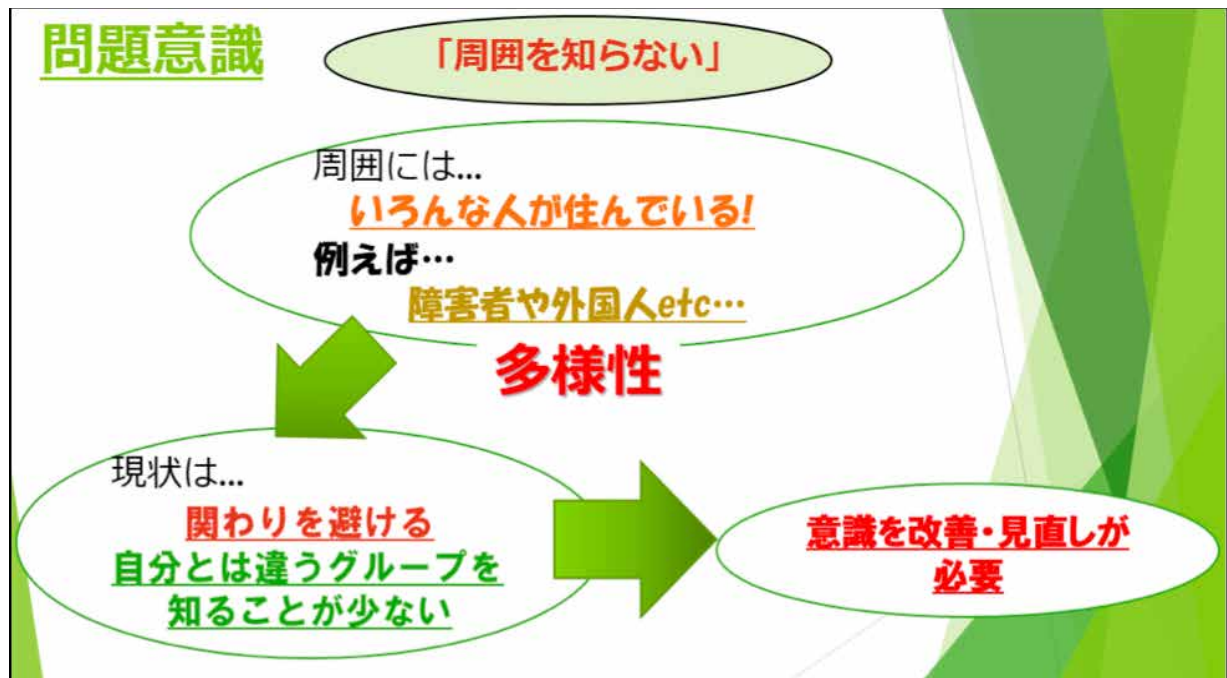 問題意識
「周囲を知らない」
周囲には...
いろんな人が住んでいる!
例えば…
障害者や外国人etc…
多様性
現状は...
関わりを避ける
自分とは違うグループを
知ることが少ない
意識を改善・見直しが
必要